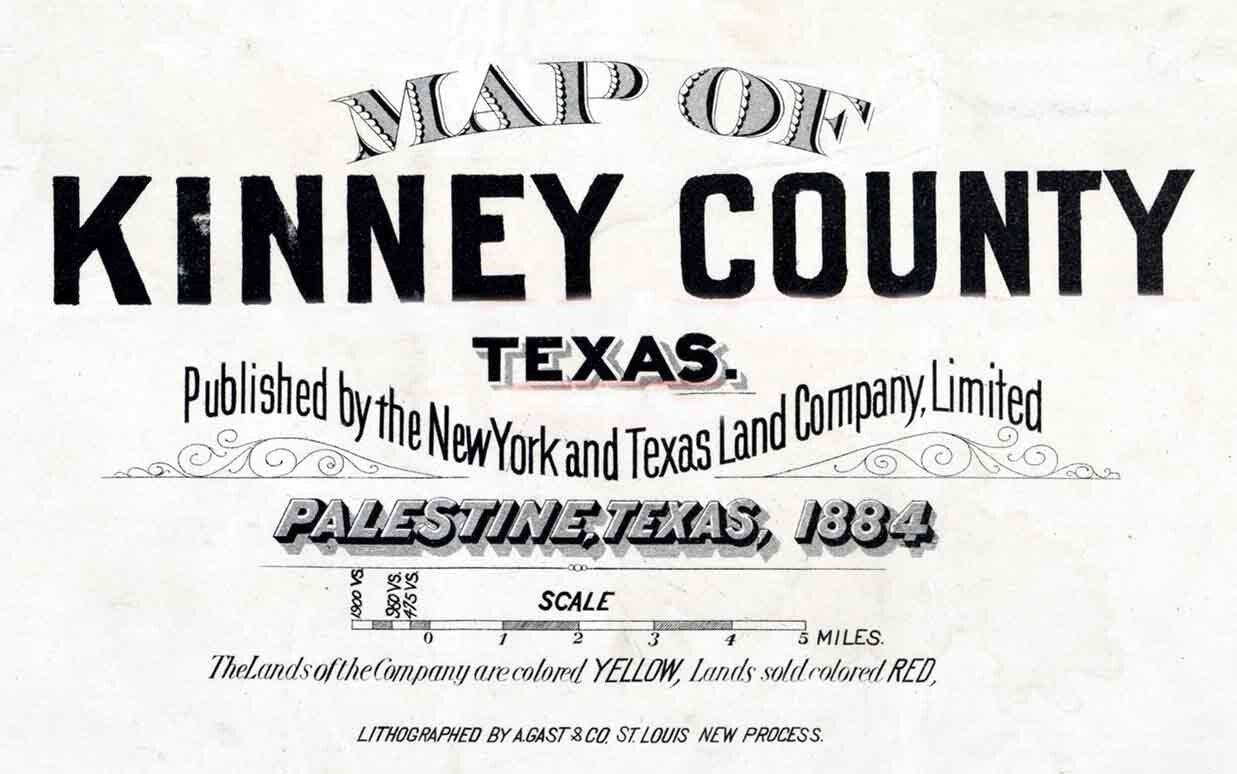 MAP OF
KINNEY COUNTY
TEXAS.
Published by the New York and Texas Land Company, Limited
PALESTINE, TEXAS, 1884
1900 VS. 950 VS. 475 VS.
SCALE
0 1 2 3 4 5 MILES.
The Lands of the Company are colored YELLOW, Lands sold colored RED,
LITHOGRAPHED BY A. GAST & CO. ST. LOUIS NEW PROCESS.